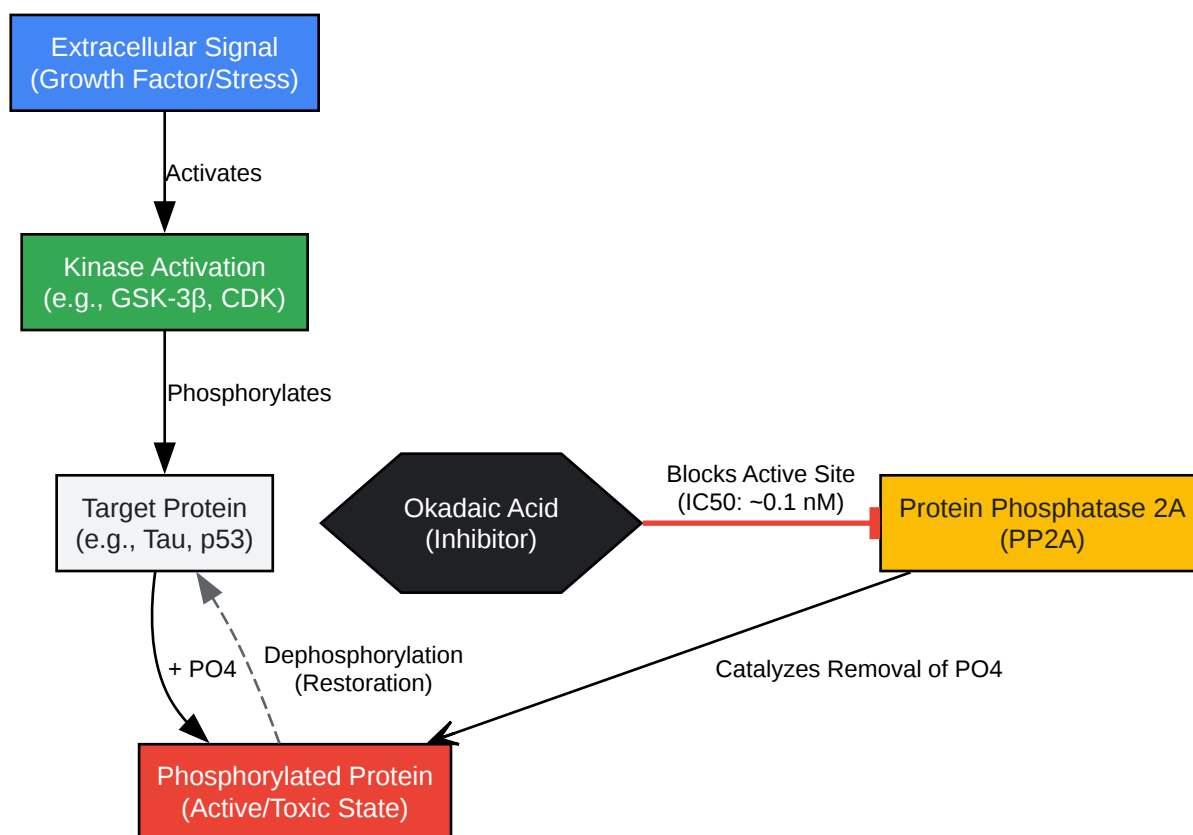 Extracellular Signal
(Growth Factor/Stress)
Activates
Kinase Activation
(e.g., GSK-3β, CDK)
Phosphorylates
Target Protein
(e.g., Tau, p53)
Okadaic Acid
(Inhibitor)
Blocks Active Site
(IC50: ~0.1 nM)
Protein Phosphatase 2A
(PP2A)
+ PO4
Dephosphorylation
(Restoration)
Catalyzes Removal of PO4
Phosphorylated Protein
(Active/Toxic State)